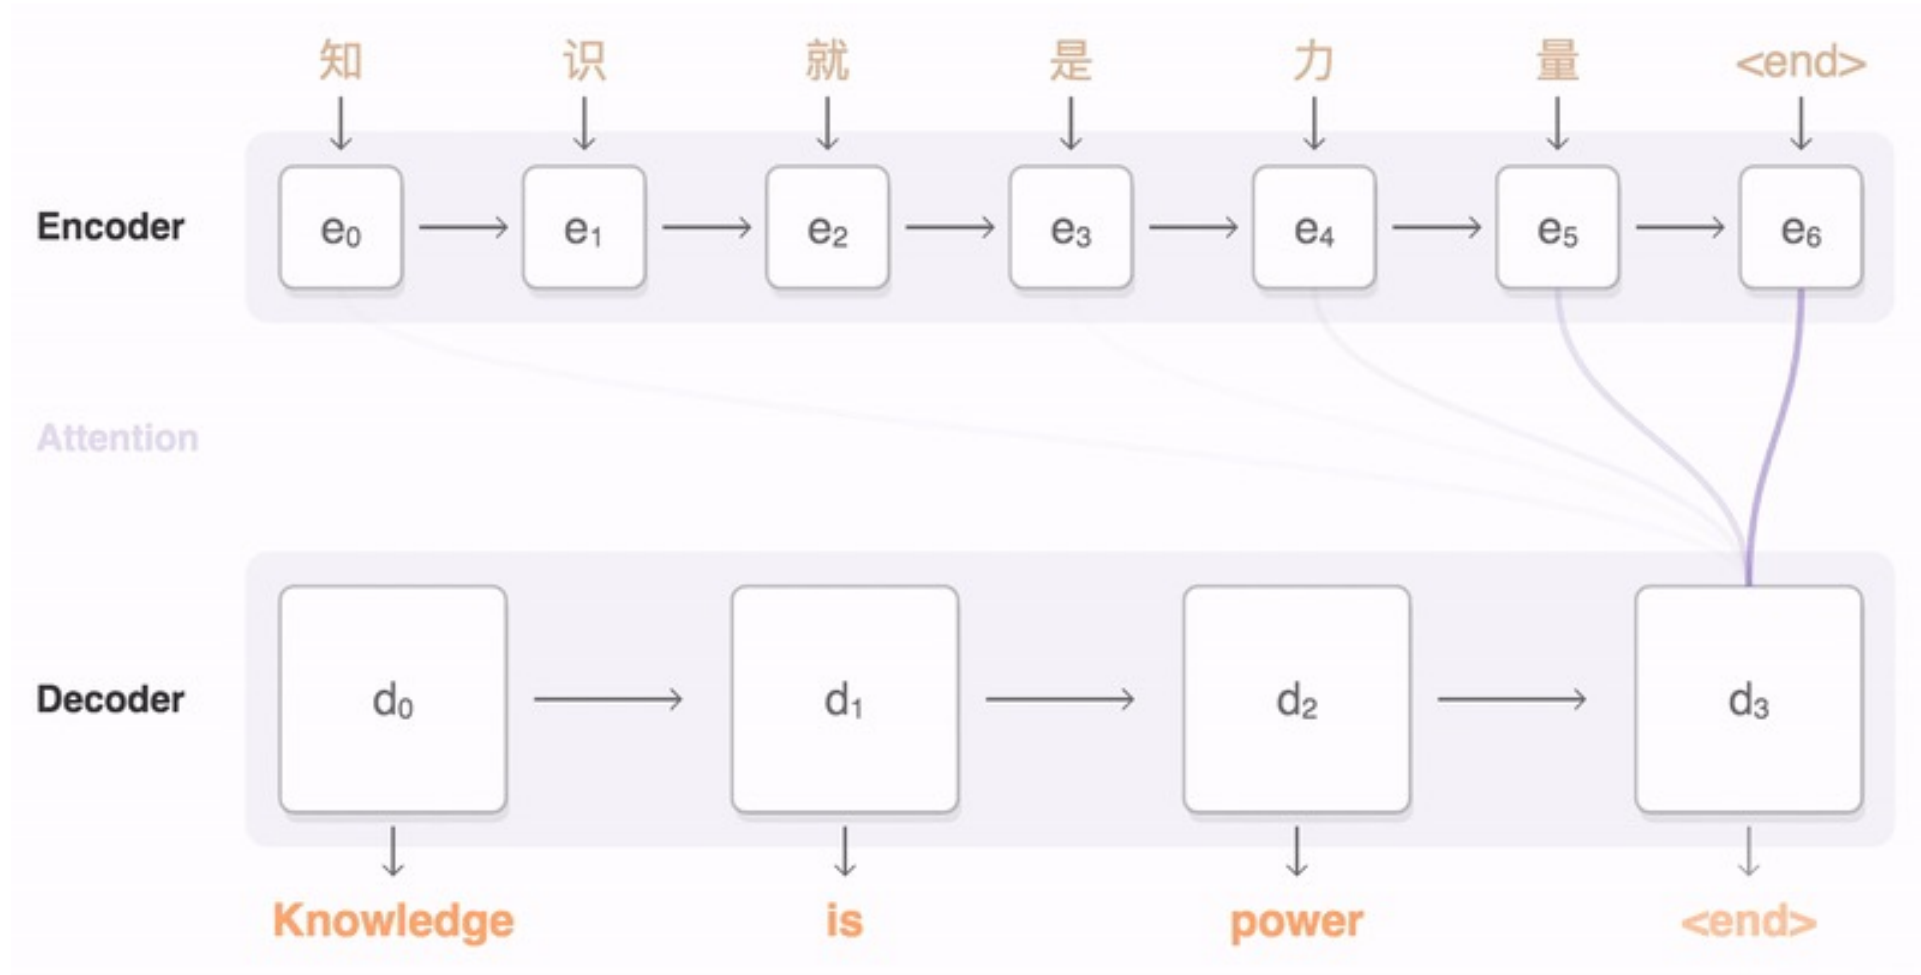 知 识 就 是 力 量 <end>
Encoder e₀ e₁ e₂ e₃ e₄ e₅ e₆
Attention
Decoder d₀ d₁ d₂ d₃
Knowledge is power <end>